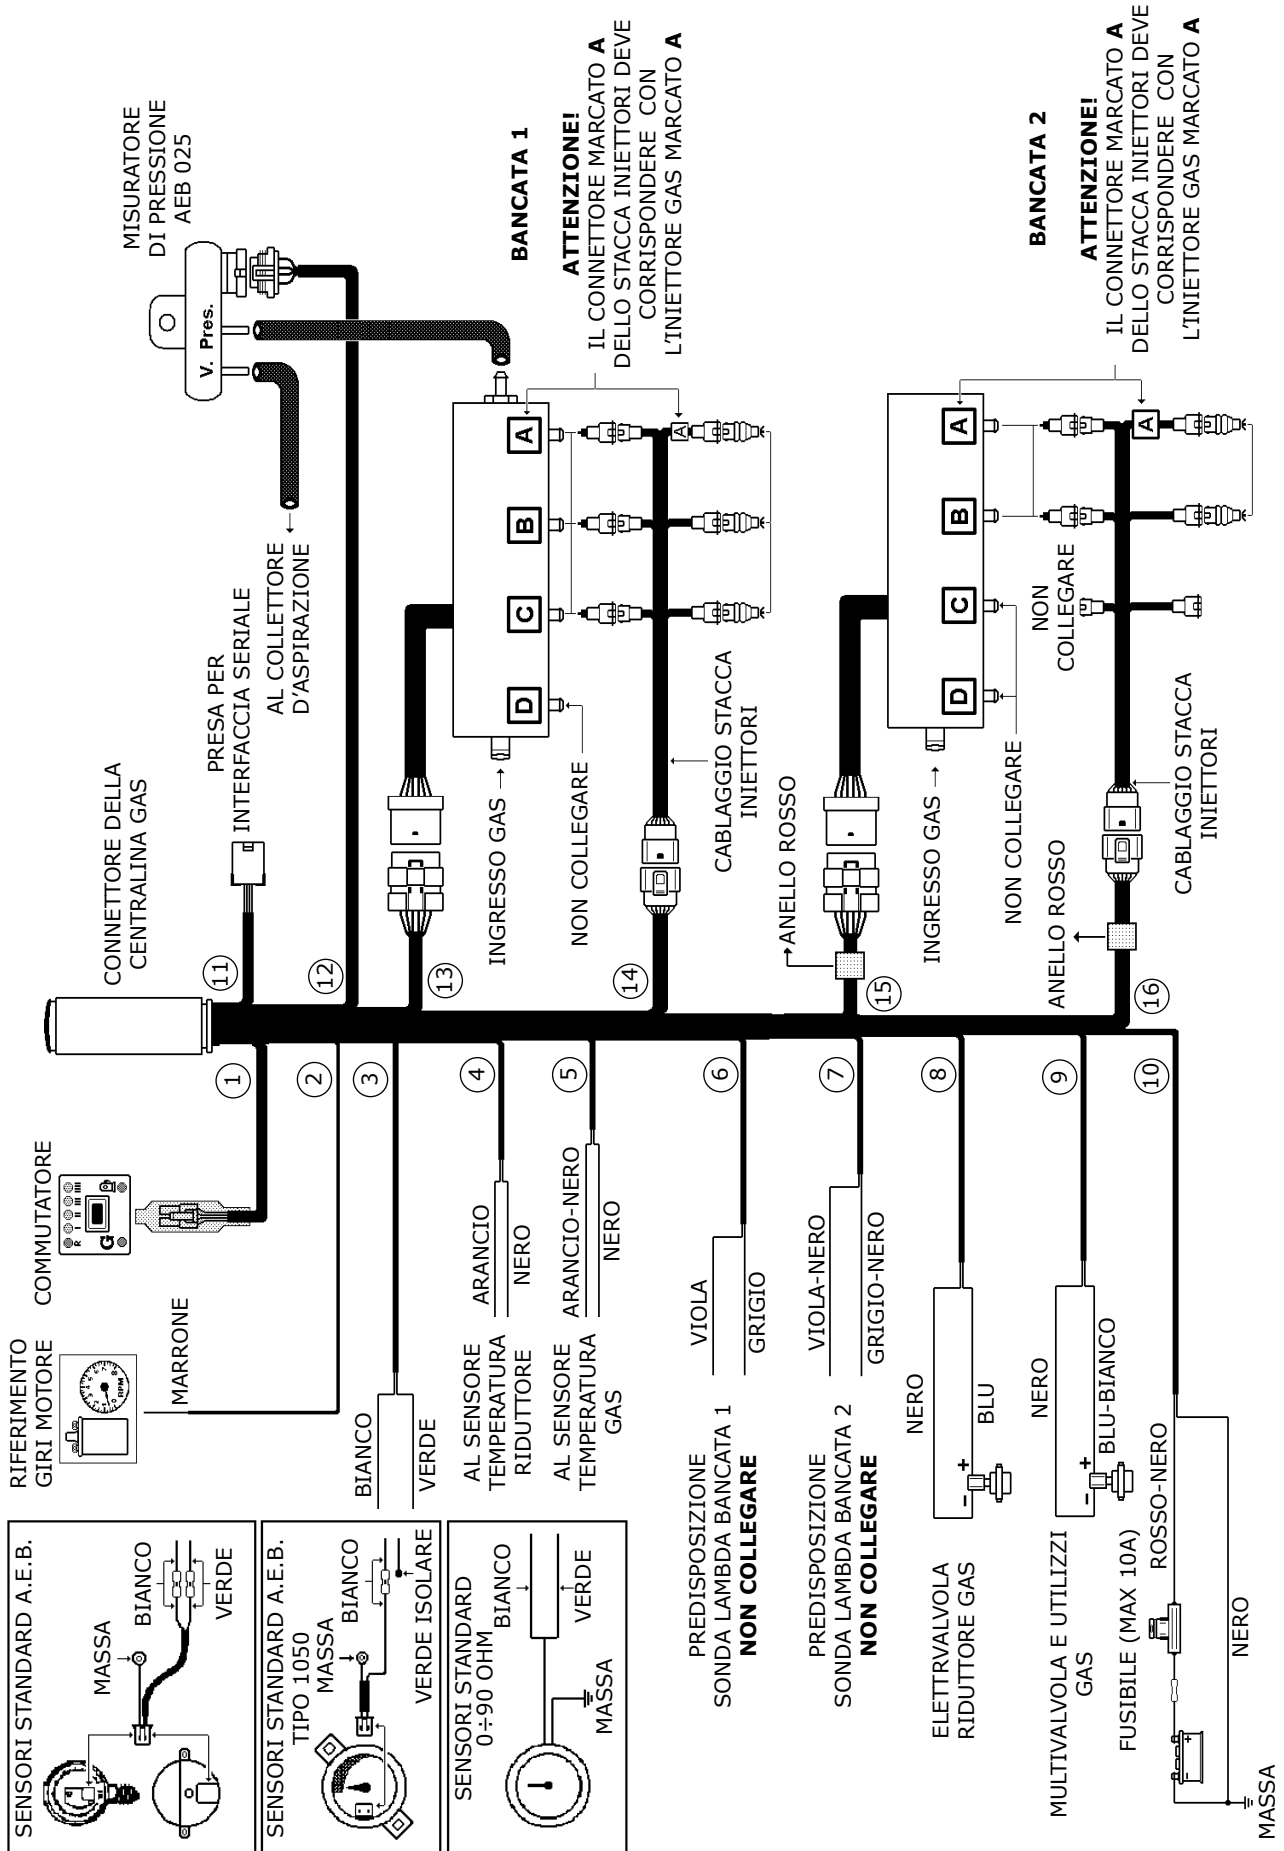 SENSORI STANDARD A.E.B.
MASSA
BIANCO
VERDE
SENSORI STANDARD A.E.B.
TIPO 1050
MASSA
BIANCO
VERDE ISOLARE
SENSORI STANDARD
0÷90 OHM
BIANCO
VERDE
MASSA
RIFERIMENTO
GIRI MOTORE
RPM
MARRONE
COMMUTATORE
R I II III IIII
G
CONNETTORE DELLA
CENTRALINA GAS
PRESA PER
INTERFACCIA SERIALE
MISURATORE
DI PRESSIONE
AEB 025
V. Pres.
AL COLLETTORE
D'ASPIRAZIONE
1
2
3
4
5
6
7
8
9
10
11
12
13
14
15
16
BIANCO
VERDE
AL SENSORE
TEMPERATURA
RIDUTTORE
ARANCIO
NERO
AL SENSORE
TEMPERATURA
GAS
ARANCIO-NERO
NERO
PREDISPOSIZIONE
SONDA LAMBDA BANCATA 1
NON COLLEGARE
VIOLA
GRIGIO
PREDISPOSIZIONE
SONDA LAMBDA BANCATA 2
NON COLLEGARE
VIOLA-NERO
GRIGIO-NERO
ELETTRVALVOLA
RIDUTTORE GAS
NERO
BLU
- +
MULTIVALVOLA E UTILIZZI
GAS
NERO
BLU-BIANCO
- +
FUSIBILE (MAX 10A)
ROSSO-NERO
NERO
- +
MASSA
INGRESSO GAS
D
C
B
A
NON COLLEGARE
CABLAGGIO STACCA
INIETTORI
A
BANCATA 1
ATTENZIONE!
IL CONNETTORE MARCATO A
DELLO STACCA INIETTORI DEVE
CORRISPONDERE CON
L'INIETTORE GAS MARCATO A
ANELLO ROSSO
INGRESSO GAS
D
C
B
A
NON COLLEGARE
NON
COLLEGARE
ANELLO ROSSO
CABLAGGIO STACCA
INIETTORI
A
BANCATA 2
ATTENZIONE!
IL CONNETTORE MARCATO A
DELLO STACCA INIETTORI DEVE
CORRISPONDERE CON
L'INIETTORE GAS MARCATO A